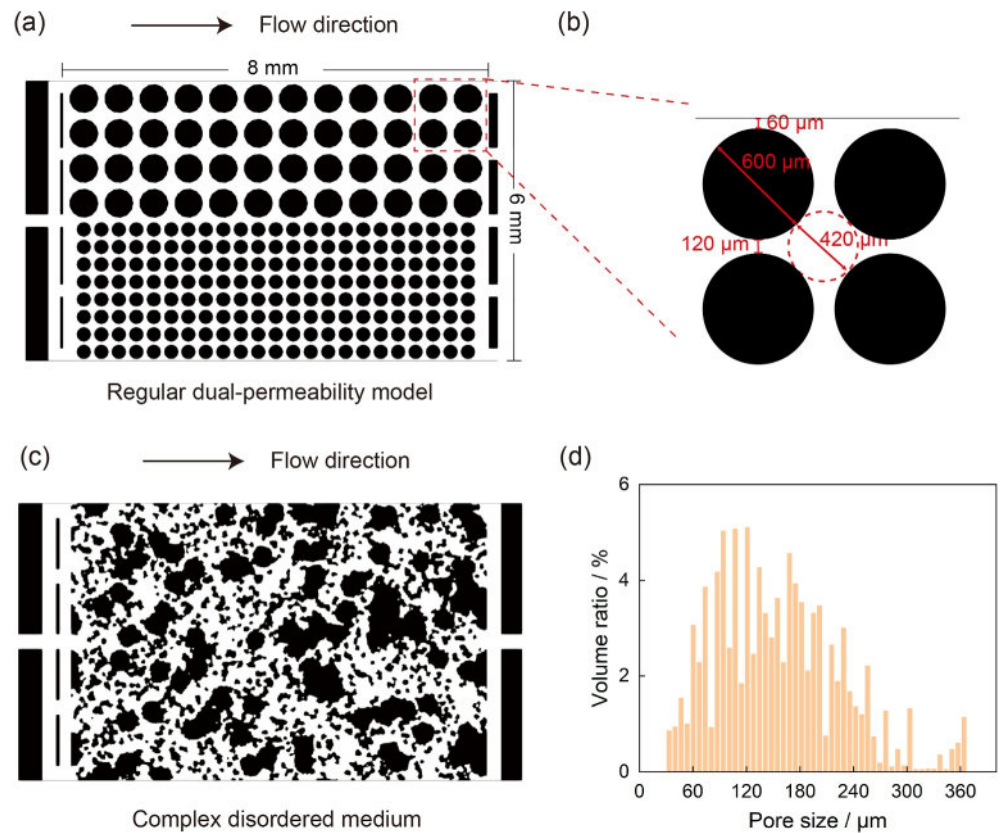 (a)
Flow direction
8 mm
6 mm
Regular dual-permeability model
(b)
60 μm
600 μm
120 μm
420 μm
(c)
Flow direction
Complex disordered medium
(d)
6
4
2
0
Volume ratio / %
0 60 120 180 240 300 360
Pore size / μm